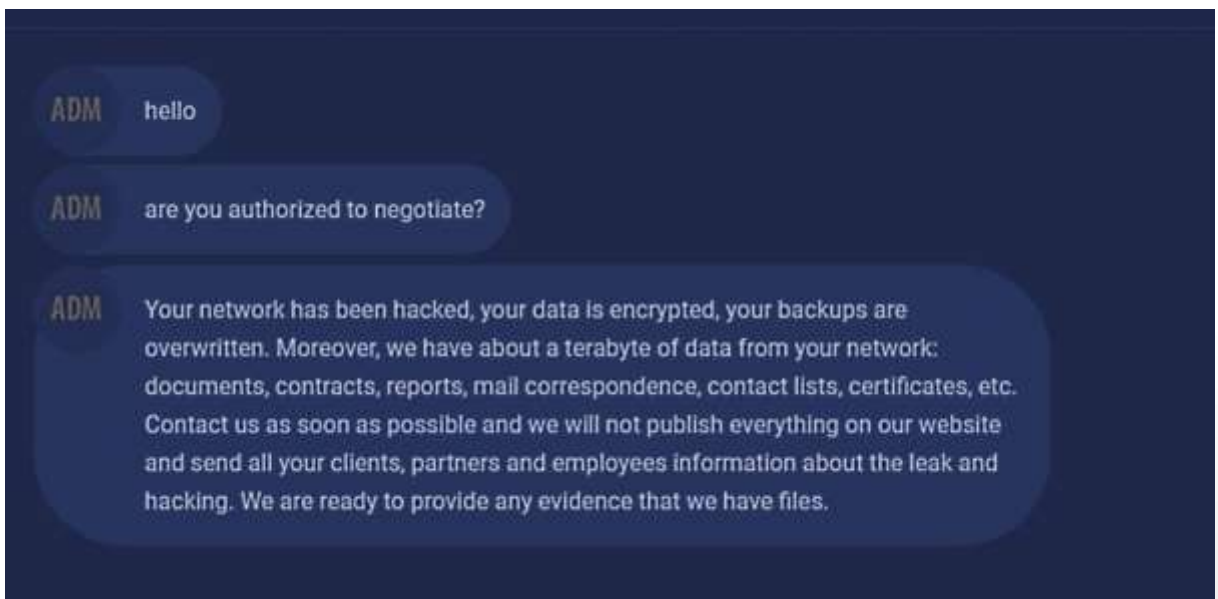 ADM hello
ADM are you authorized to negotiate?
ADM Your network has been hacked, your data is encrypted, your backups are
overwritten. Moreover, we have about a terabyte of data from your network:
documents, contracts, reports, mail correspondence, contact lists, certificates, etc.
Contact us as soon as possible and we will not publish everything on our website
and send all your clients, partners and employees information about the leak and
hacking. We are ready to provide any evidence that we have files.